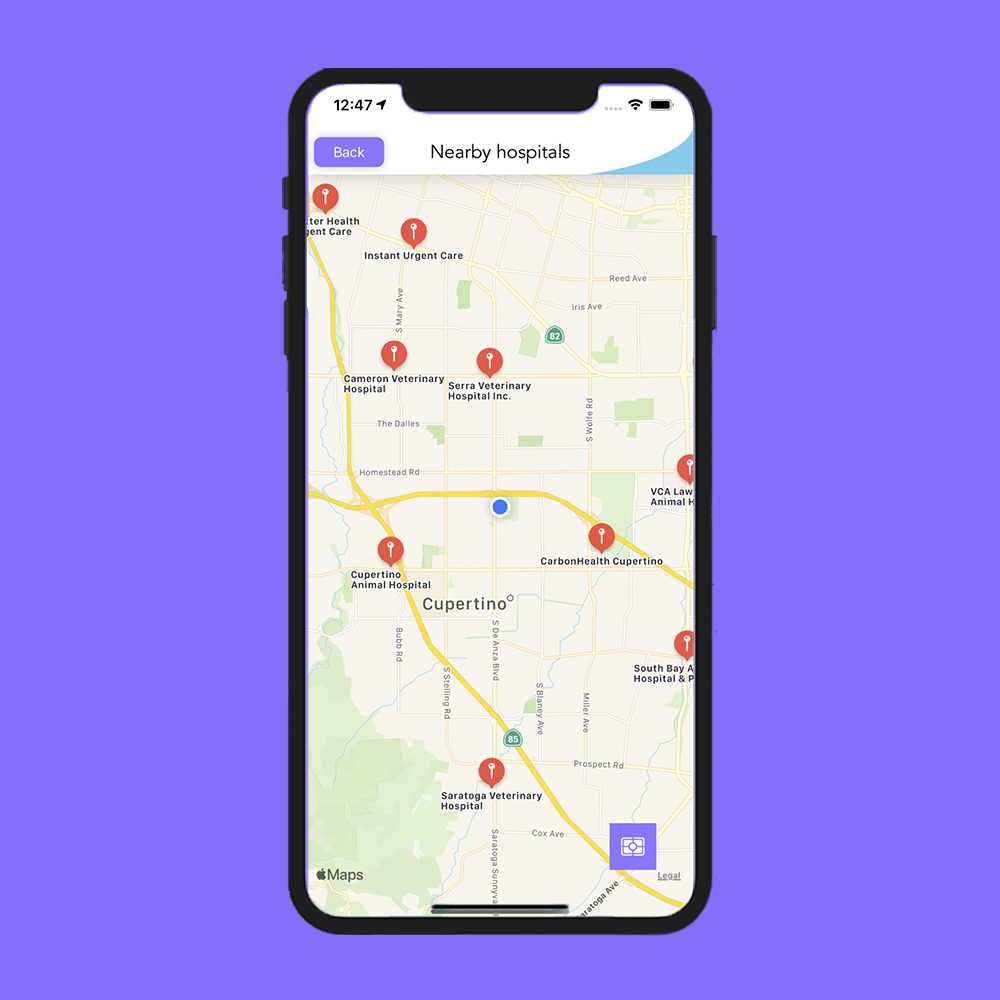 12:47
Back
Nearby hospitals
ter Health
gent Care
Instant Urgent Care
Reed Ave
Iris Ave
S Mary Ave
82
Cameron Veterinary
Hospital
Serra Veterinary
Hospital Inc.
The Dalles
S Wolfe Rd
Homestead Rd
VCA Law
Animal H
CarbonHealth Cupertino
Cupertino
Animal Hospital
Cupertino
Bubb Rd
S De Anza Blvd
S Stelling Rd
South Bay A
Hospital & P
S Blaney Ave
Miller Ave
85
Prospect Rd
Saratoga Veterinary
Hospital
Cox Ave
Saratoga Sunnyva
Maps
Legal
aratoga Ave